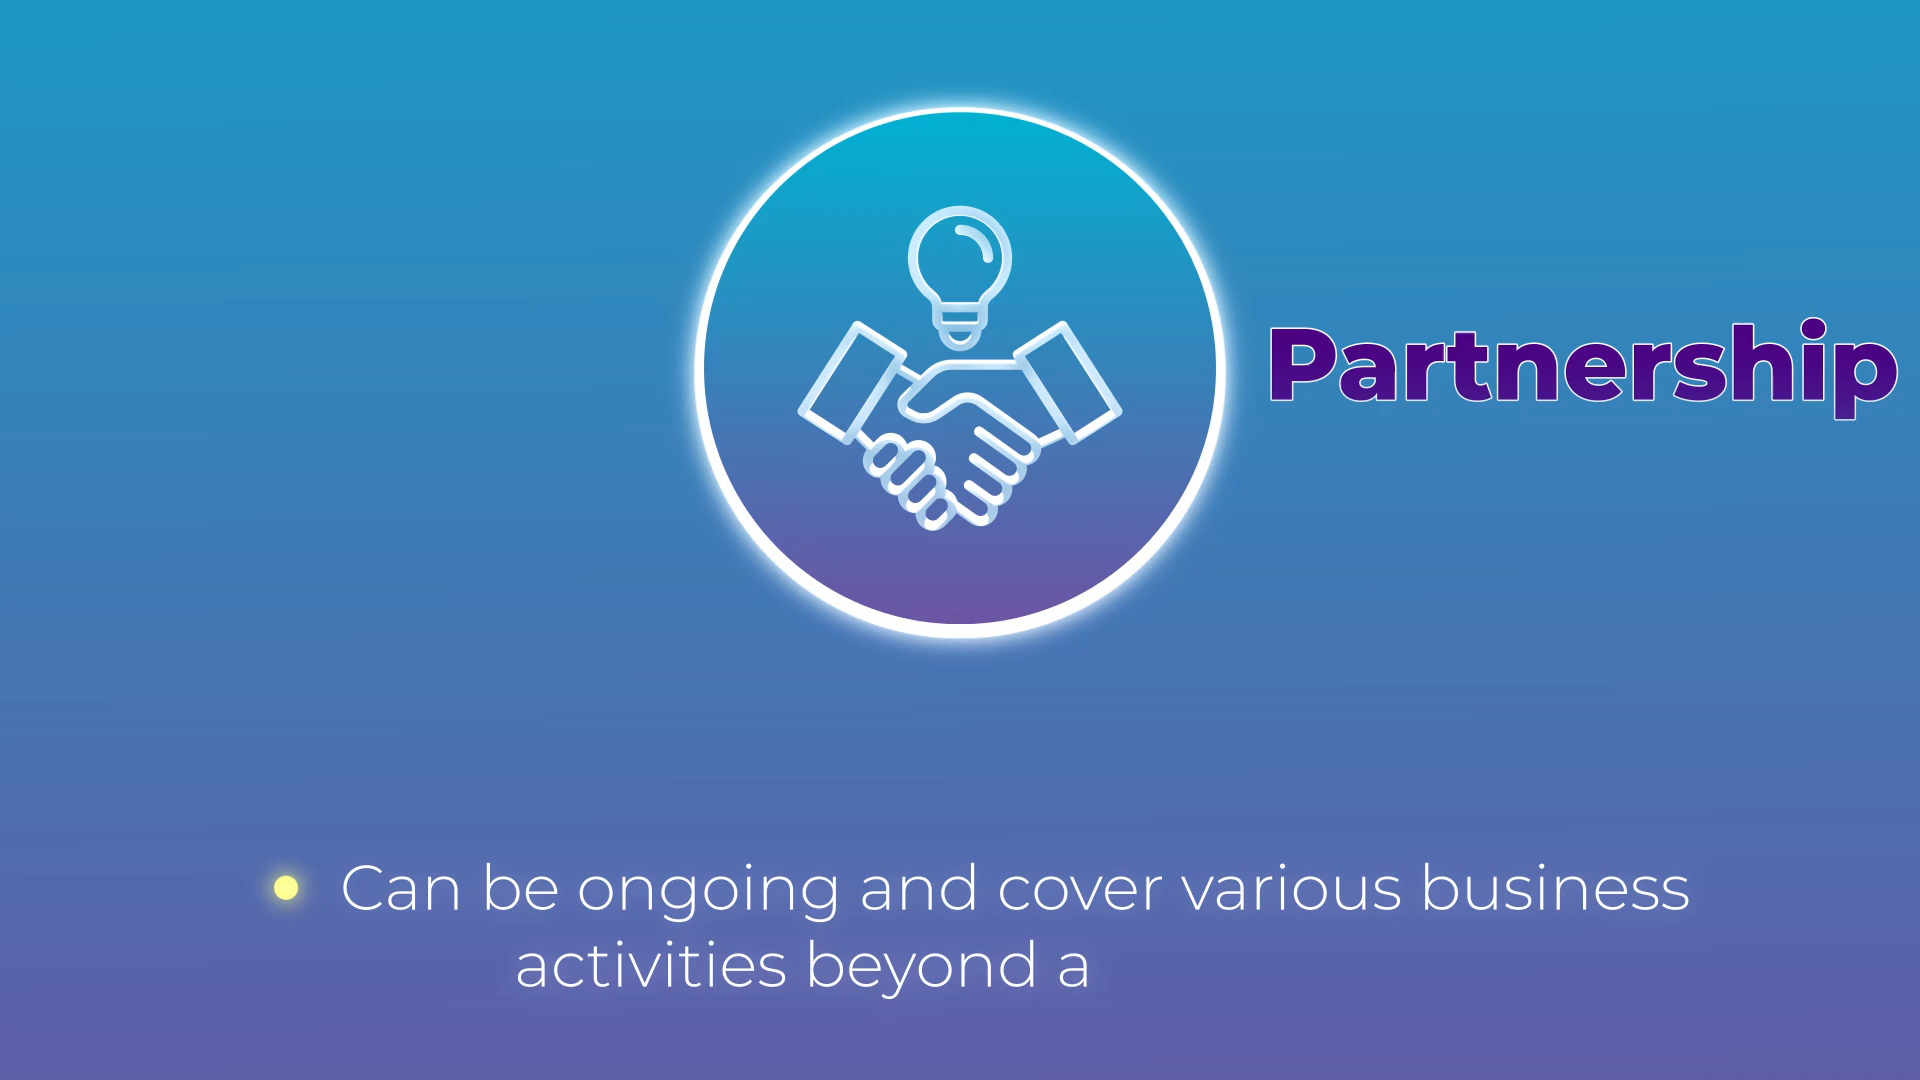 Partnership
Can be ongoing and cover various business
activities beyond a